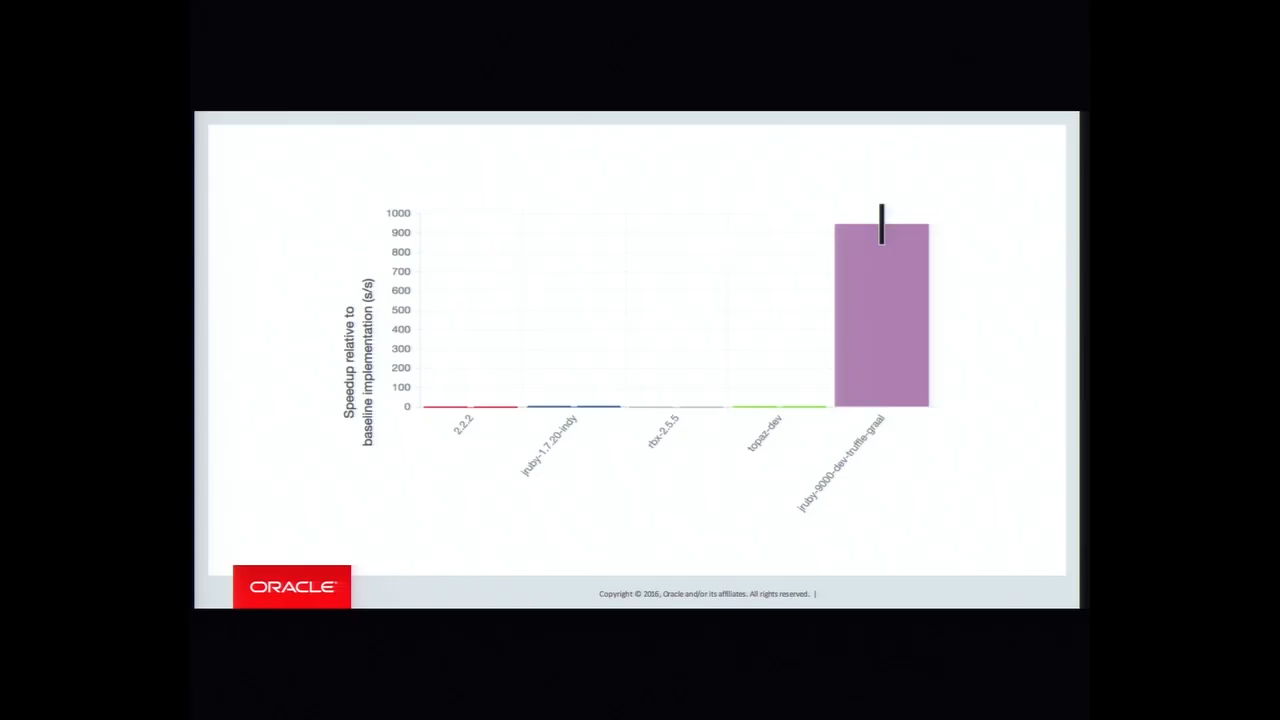 1000
900
800
700
600
500
400
300
200
100
0
Speedup relative to
baseline implementation (s/s)
2.2.2
jruby-1.7.20-indy
rbx-2.5.5
topaz-dev
jruby-9000-dev-truffle-graal
ORACLE
Copyright © 2016, Oracle and/or its affiliates. All rights reserved. |